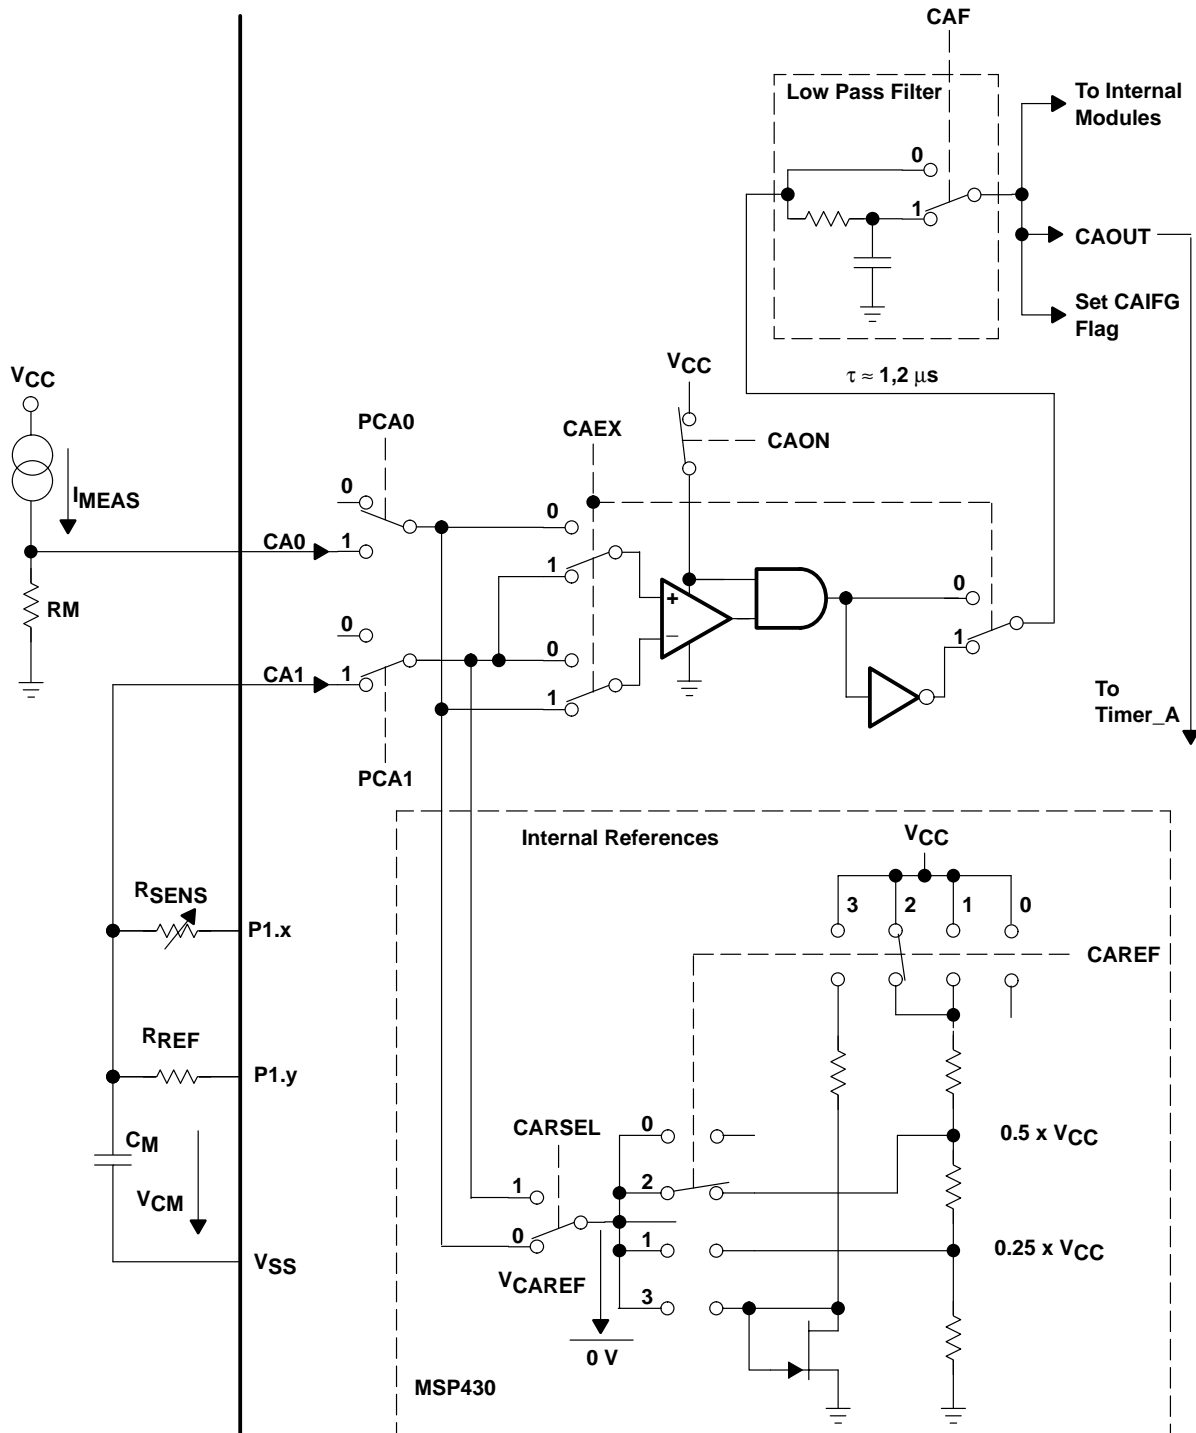 CAF
Low Pass Filter
To Internal
Modules
0
1
CAOUT
Set CAIFG
Flag
τ ≈ 1,2 μs
VCC
VCC
PCA0
CAEX
CAON
IMEAS
0
0
CA0
1
1
RM
+
−
0
1
0
0
CA1
1
1
To
Timer_A
PCA1
Internal References
VCC
RSENS
3
2
1
0
P1.x
CAREF
RREF
P1.y
CARSEL
0
0.5 x VCC
CM
1
2
VCM
0
1
0.25 x VCC
VSS
VCAREF
3
0 V
MSP430